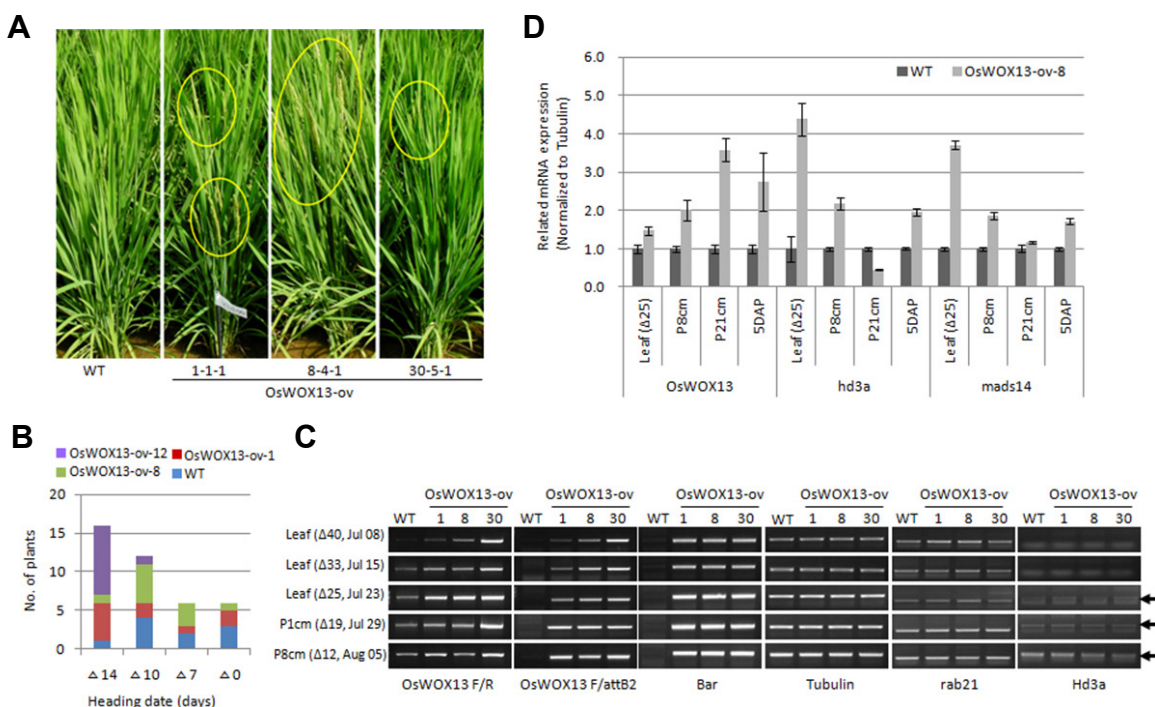 A
WT
1-1-1
8-4-1
30-5-1
OsWOX13-ov
B
OsWOX13-ov-12
OsWOX13-ov-1
OsWOX13-ov-8
WT
No. of plants
20
15
10
5
0
Δ 14
Δ 10
Δ 7
Δ 0
Heading date (days)
C
OsWOX13-ov
OsWOX13-ov
OsWOX13-ov
OsWOX13-ov
OsWOX13-ov
OsWOX13-ov
WT 1 8 30
WT 1 8 30
WT 1 8 30
WT 1 8 30
WT 1 8 30
WT 1 8 30
Leaf (Δ40, Jul 08)
Leaf (Δ33, Jul 15)
Leaf (Δ25, Jul 23)
P1cm (Δ19, Jul 29)
P8cm (Δ12, Aug 05)
OsWOX13 F/R
OsWOX13 F/attB2
Bar
Tubulin
rab21
Hd3a
D
Related mRNA expression
(Normalized to Tubulin)
6.0
5.0
4.0
3.0
2.0
1.0
0.0
WT
OsWOX13-ov-8
Leaf (Δ25)
P8cm
P21cm
5DAP
Leaf (Δ25)
P8cm
P21cm
5DAP
Leaf (Δ25)
P8cm
P21cm
5DAP
OsWOX13
hd3a
mads14